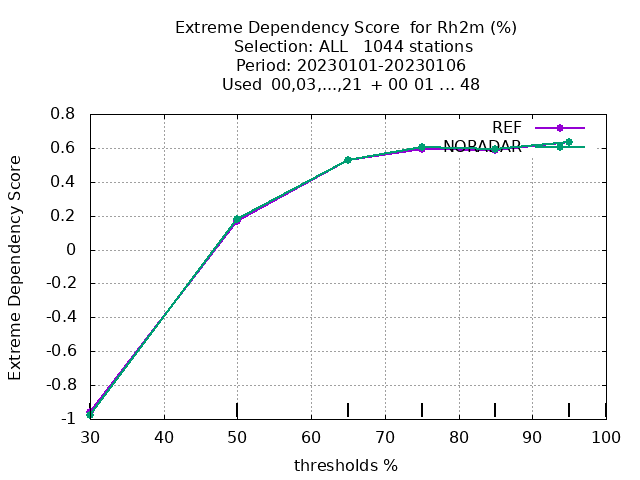 Extreme Dependency Score  for Rh2m (%)
Selection: ALL   1044 stations
Period: 20230101-20230106
Used  00,03,...,21  + 00 01 ... 48
Extreme Dependency Score
0.8
0.6
0.4
0.2
0
-0.2
-0.4
-0.6
-0.8
-1
REF
NORADAR
30 40 50 60 70 80 90 100
thresholds %